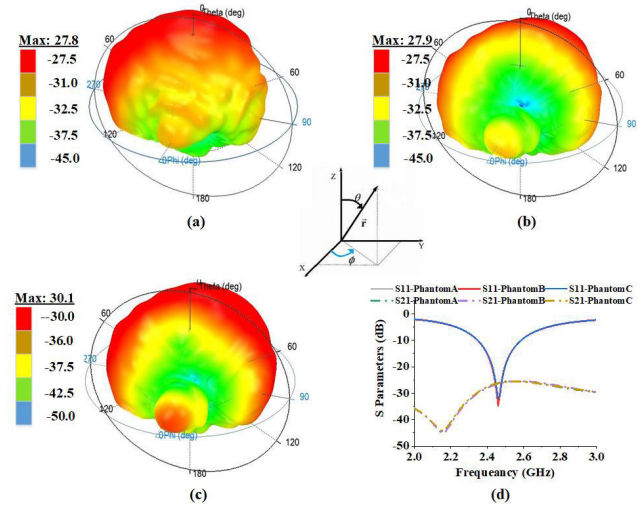 Max: 27.8
-27.5
-31.0
-32.5
-37.5
-45.0
0
Theta (deg)
60
60
270
90
120
120
0Phi (deg)
180
(a)
Max: 27.9
-27.5
-31.0
-32.5
-37.5
-45.0
0
Theta (deg)
60
60
270
90
120
120
-0Phi (deg)
180
(b)
Z
θ
r
X
Y
ϕ
Max: 30.1
--30.0
-36.0
-37.5
-42.5
-50.0
Theta (deg)
60
60
270
90
120
120
0Phi (deg)
180
(c)
S11-PhantomA S11-PhantomB S11-PhantomC
S21-PhantomA S21-PhantomB S21-PhantomC
S Parameters (dB)
0
-10
-20
-30
-40
-50
2.0 2.2 2.4 2.6 2.8 3.0
Frequeancy (GHz)
(d)